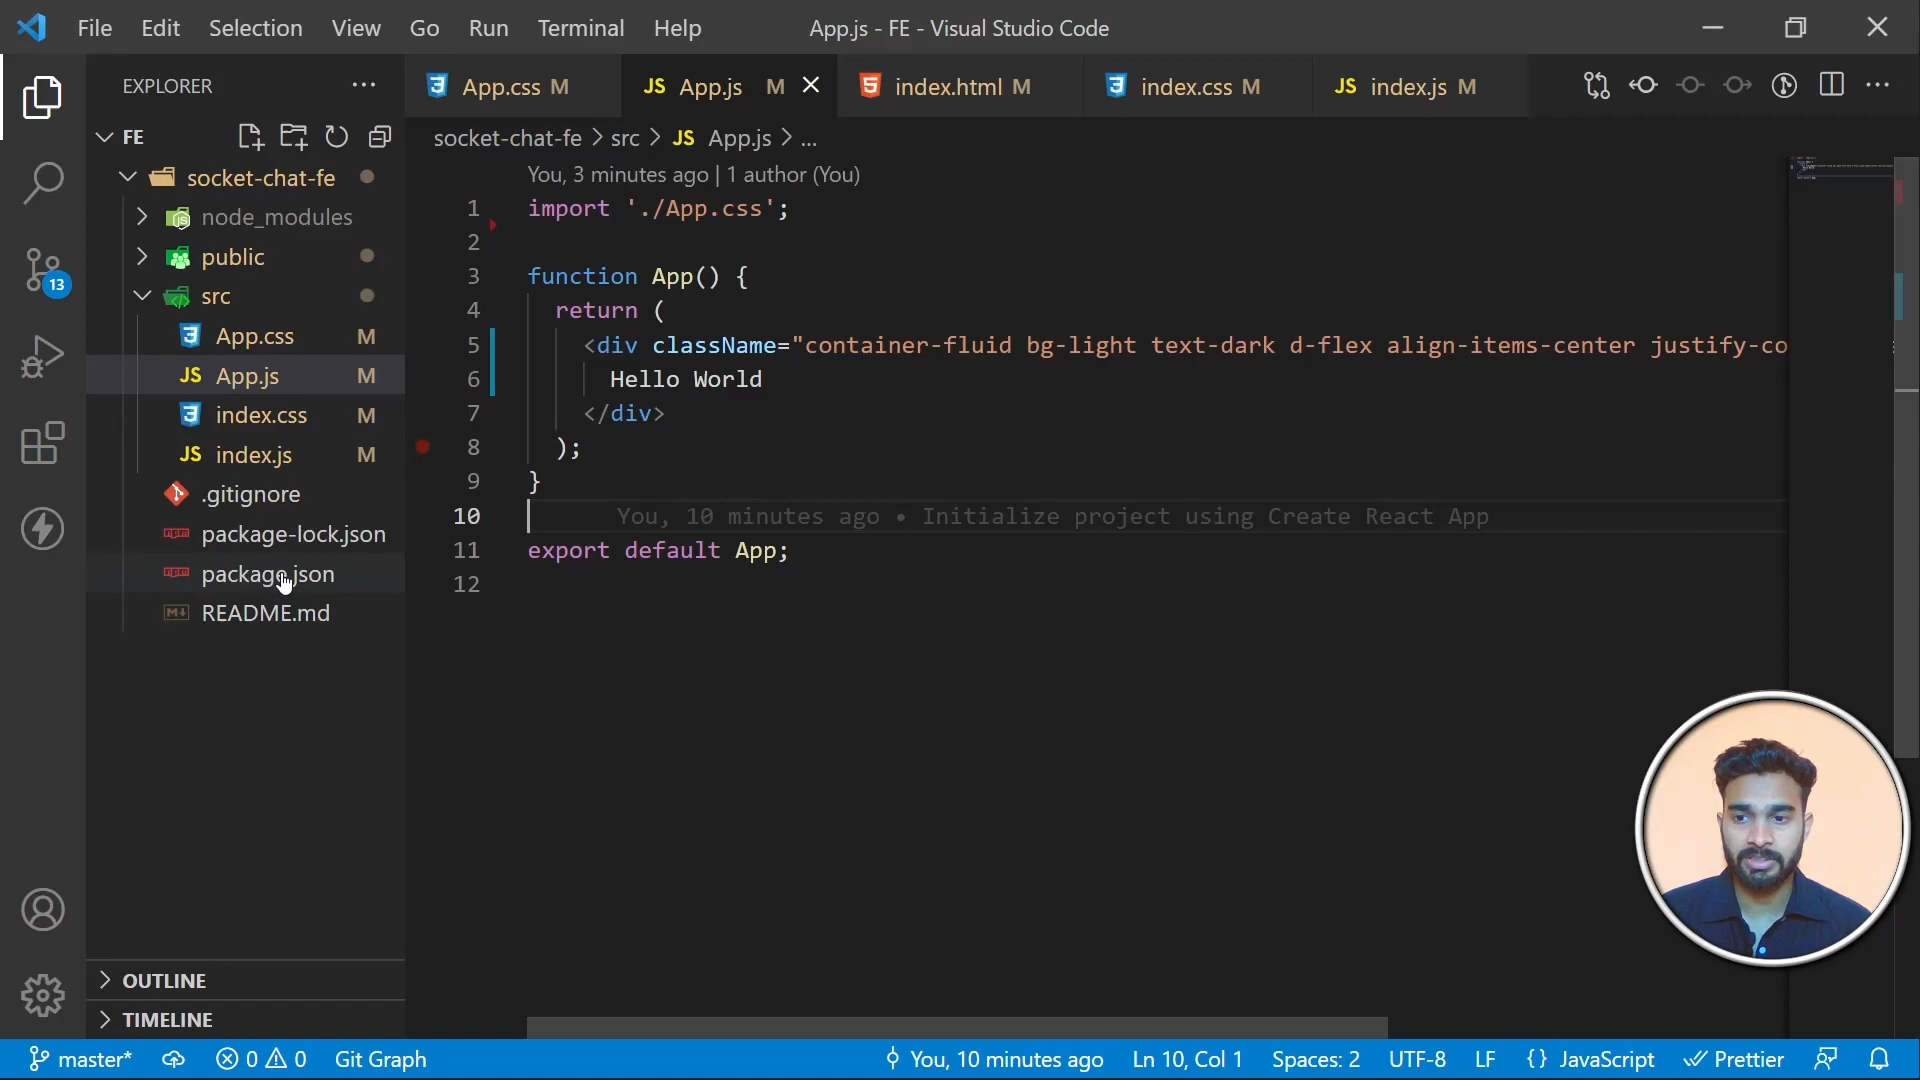 File Edit Selection View Go Run Terminal Help
App.js - FE - Visual Studio Code
EXPLORER
FE
socket-chat-fe
node_modules
public
src
App.css M
JS App.js M
index.css M
JS index.js M
.gitignore
package-lock.json
package.json
README.md
OUTLINE
TIMELINE
13
App.css M
JS App.js M
index.html M
index.css M
JS index.js M
socket-chat-fe > src > JS App.js > ...
You, 3 minutes ago | 1 author (You)
1 import './App.css';
2
3 function App() {
4 return (
5 <div className="container-fluid bg-light text-dark d-flex align-items-center justify-co
6 Hello World
7 </div>
8 );
9 }
10 You, 10 minutes ago • Initialize project using Create React App
11 export default App;
12
master* 0 0 Git Graph
You, 10 minutes ago Ln 10, Col 1 Spaces: 2 UTF-8 LF {} JavaScript Prettier